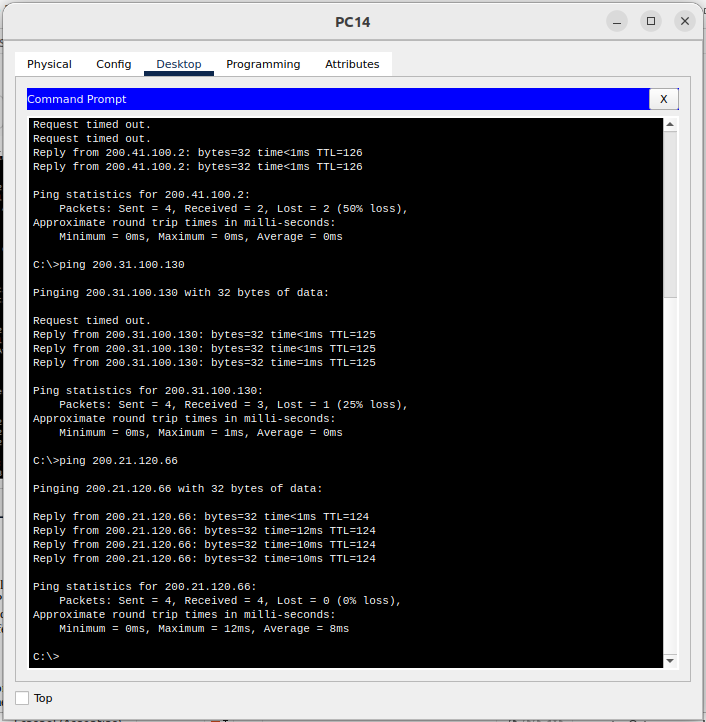 PC14
Physical Config Desktop Programming Attributes
Command Prompt X
Request timed out.
Request timed out.
Reply from 200.41.100.2: bytes=32 time<1ms TTL=126
Reply from 200.41.100.2: bytes=32 time<1ms TTL=126
Ping statistics for 200.41.100.2:
Packets: Sent = 4, Received = 2, Lost = 2 (50% loss),
Approximate round trip times in milli-seconds:
Minimum = 0ms, Maximum = 0ms, Average = 0ms
C:\>ping 200.31.100.130
Pinging 200.31.100.130 with 32 bytes of data:
Request timed out.
Reply from 200.31.100.130: bytes=32 time<1ms TTL=125
Reply from 200.31.100.130: bytes=32 time<1ms TTL=125
Reply from 200.31.100.130: bytes=32 time=1ms TTL=125
Ping statistics for 200.31.100.130:
Packets: Sent = 4, Received = 3, Lost = 1 (25% loss),
Approximate round trip times in milli-seconds:
Minimum = 0ms, Maximum = 1ms, Average = 0ms
C:\>ping 200.21.120.66
Pinging 200.21.120.66 with 32 bytes of data:
Reply from 200.21.120.66: bytes=32 time<1ms TTL=124
Reply from 200.21.120.66: bytes=32 time=12ms TTL=124
Reply from 200.21.120.66: bytes=32 time=10ms TTL=124
Reply from 200.21.120.66: bytes=32 time=10ms TTL=124
Ping statistics for 200.21.120.66:
Packets: Sent = 4, Received = 4, Lost = 0 (0% loss),
Approximate round trip times in milli-seconds:
Minimum = 0ms, Maximum = 12ms, Average = 8ms
C:\>
Top